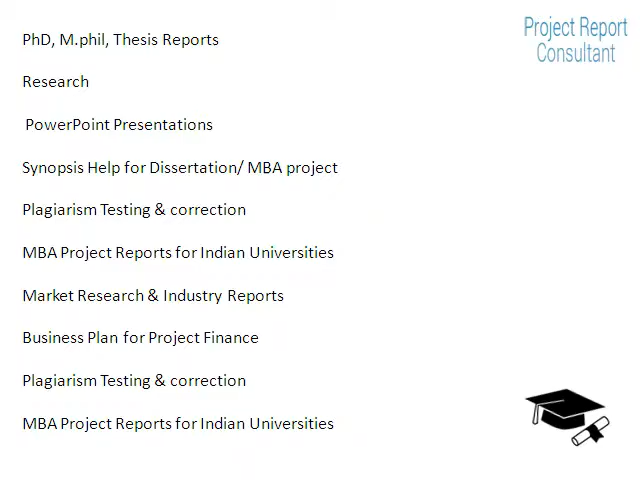 Project Report
Consultant
PhD, M.phil, Thesis Reports
Research
PowerPoint Presentations
Synopsis Help for Dissertation/ MBA project
Plagiarism Testing & correction
MBA Project Reports for Indian Universities
Market Research & Industry Reports
Business Plan for Project Finance
Plagiarism Testing & correction
MBA Project Reports for Indian Universities